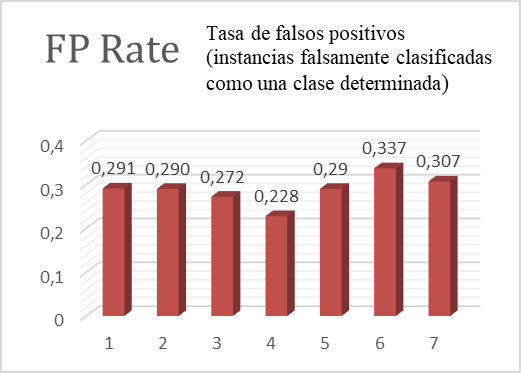 FP Rate
Tasa de falsos positivos
(instancias falsamente clasificadas
como una clase determinada)
0,4
0,3
0,2
0,1
0
0,291
0,290
0,272
0,228
0,29
0,337
0,307
1 2 3 4 5 6 7